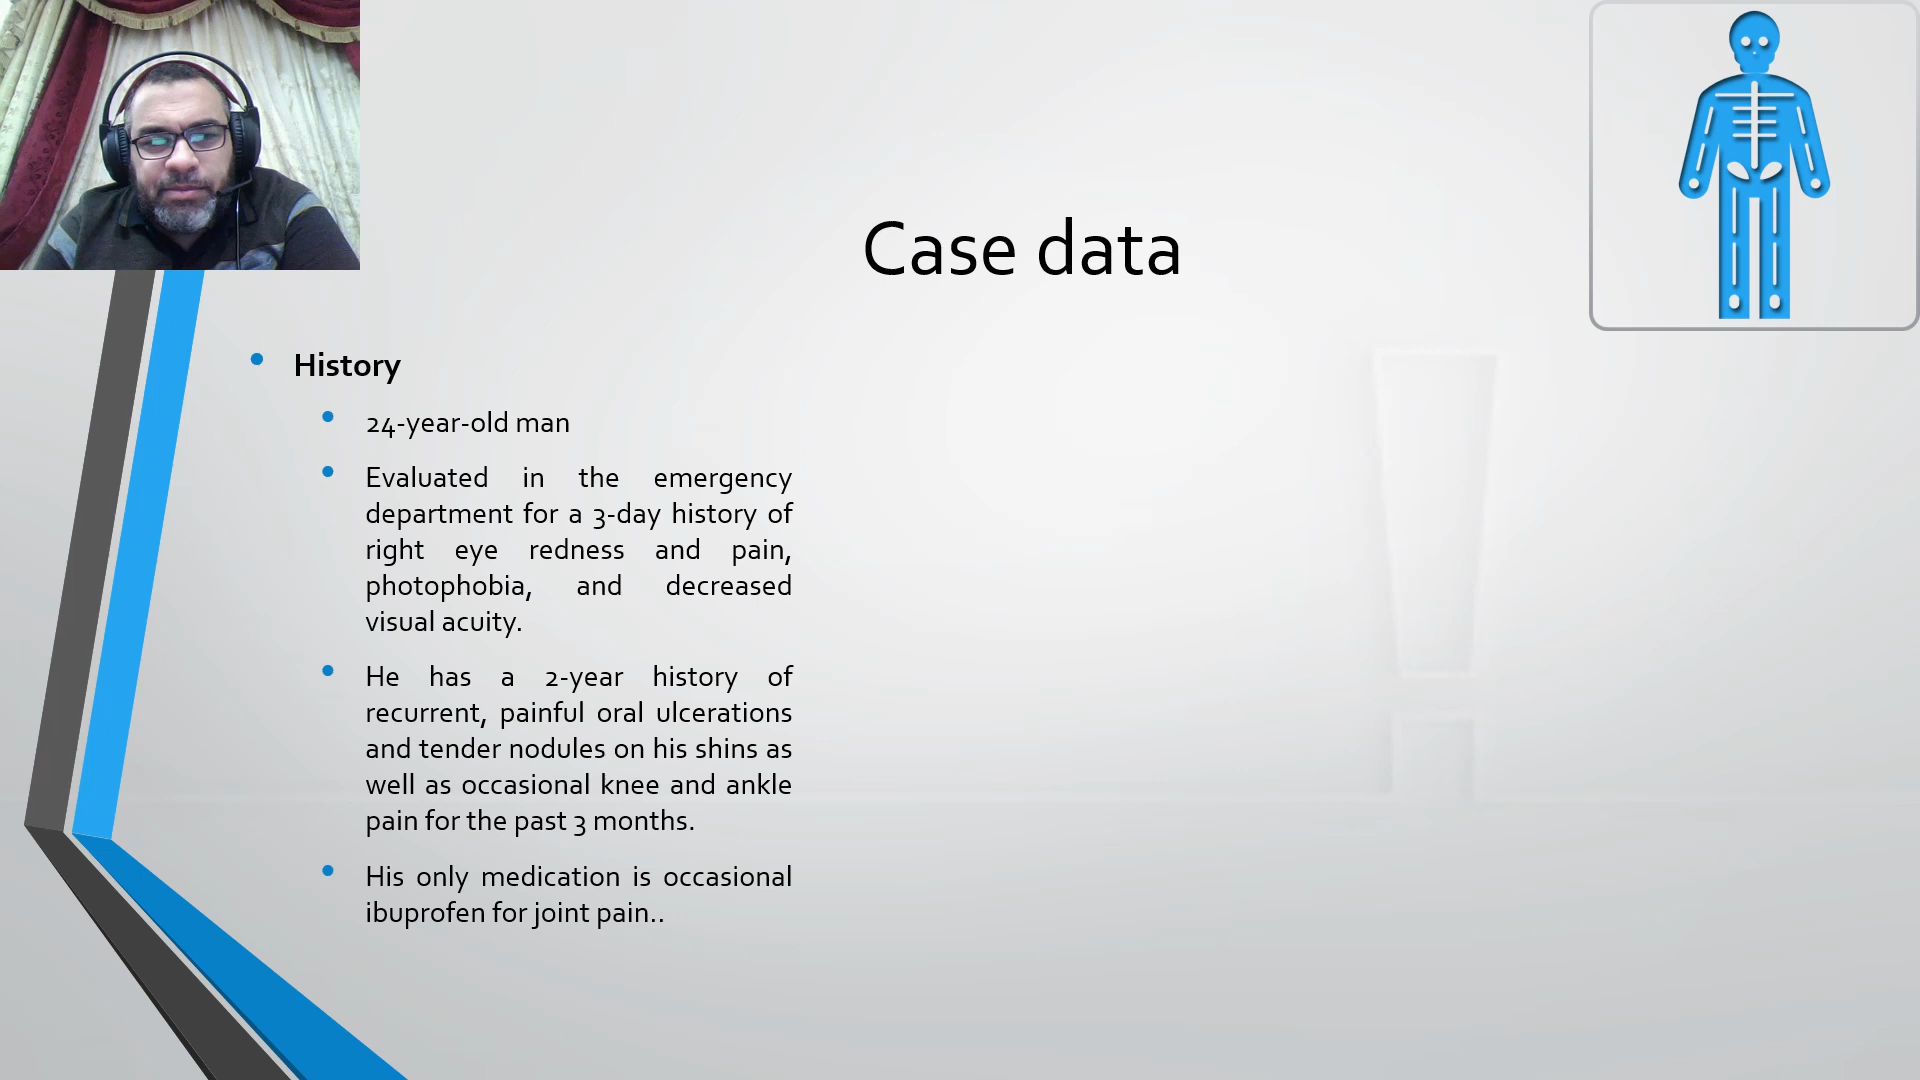 Case data
History
24-year-old man
Evaluated in the emergency
department for a 3-day history of
right eye redness and pain,
photophobia, and decreased
visual acuity.
He has a 2-year history of
recurrent, painful oral ulcerations
and tender nodules on his shins as
well as occasional knee and ankle
pain for the past 3 months.
His only medication is occasional
ibuprofen for joint pain..